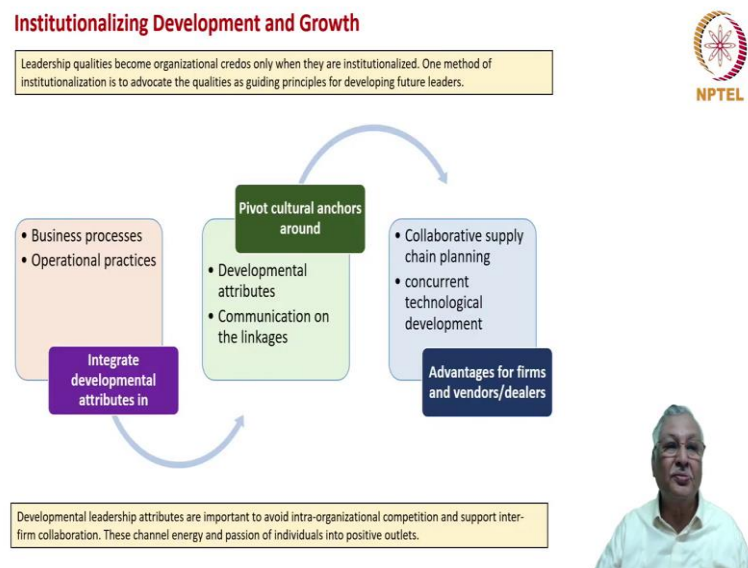 Institutionalizing Development and Growth
Leadership qualities become organizational credos only when they are institutionalized. One method of
institutionalization is to advocate the qualities as guiding principles for developing future leaders.
NPTEL
• Business processes
• Operational practices
Integrate
developmental
attributes in
Pivot cultural anchors
around
• Developmental
attributes
• Communication on
the linkages
• Collaborative supply
chain planning
• concurrent
technological
development
Advantages for firms
and vendors/dealers
Developmental leadership attributes are important to avoid intra-organizational competition and support inter-
firm collaboration. These channel energy and passion of individuals into positive outlets.